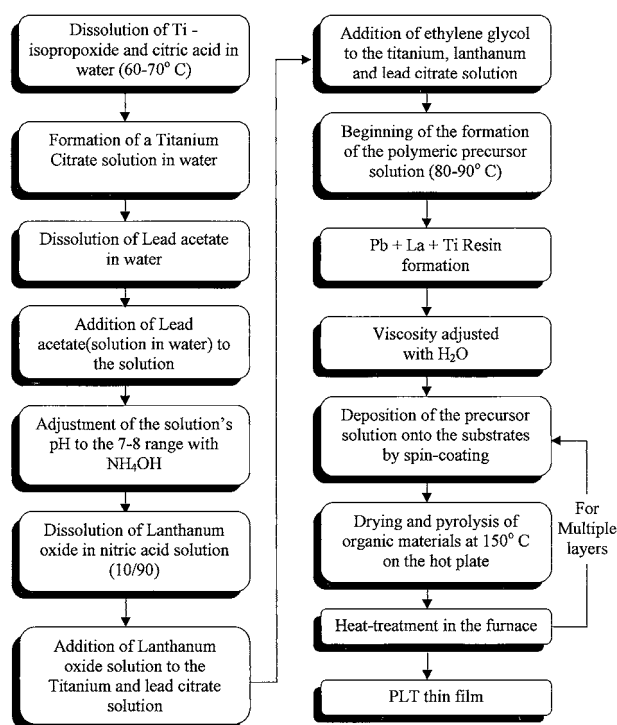 Dissolution of Ti -
isopropoxide and citric acid in
water (60-70° C)
Formation of a Titanium
Citrate solution in water
Dissolution of Lead acetate
in water
Addition of Lead
acetate(solution in water) to
the solution
Adjustment of the solution's
pH to the 7-8 range with
NH₄OH
Dissolution of Lanthanum
oxide in nitric acid solution
(10/90)
Addition of Lanthanum
oxide solution to the
Titanium and lead citrate
solution
Addition of ethylene glycol
to the titanium, lanthanum
and lead citrate solution
Beginning of the formation
of the polymeric precursor
solution (80-90° C)
Pb + La + Ti Resin
formation
Viscosity adjusted
with H₂O
Deposition of the precursor
solution onto the substrates
by spin-coating
Drying and pyrolysis of
organic materials at 150° C
on the hot plate
Heat-treatment in the furnace
PLT thin film
For
Multiple
layers